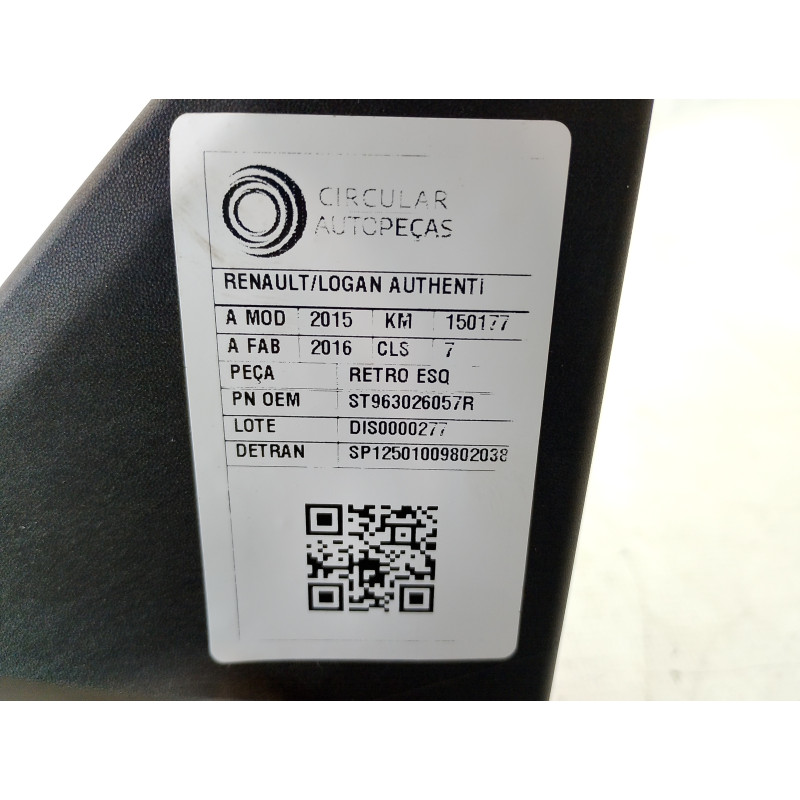 CIRCULAR
AUTOPEÇAS
RENAULT/LOGAN AUTHENTI
A MOD 2015 KM 150177
A FAB 2016 CLS 7
PEÇA RETRO ESQ
PN OEM ST963026057R
LOTE DIS0000277
DETRAN SP12501009802038